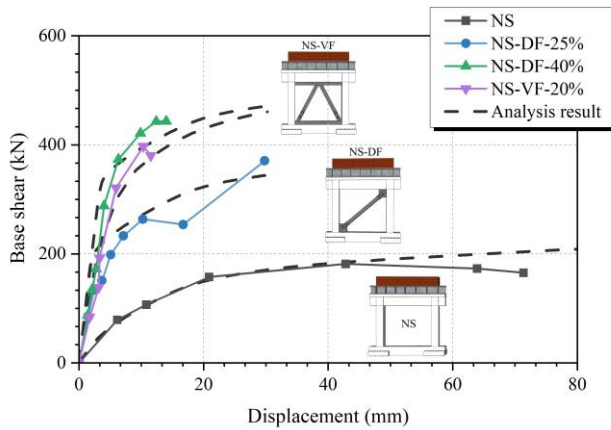 NS
NS-DF-25%
NS-DF-40%
NS-VF-20%
Analysis result
600
400
200
0
Base shear (kN)
NS-VF
NS-DF
NS
0
20
40
60
80
Displacement (mm)